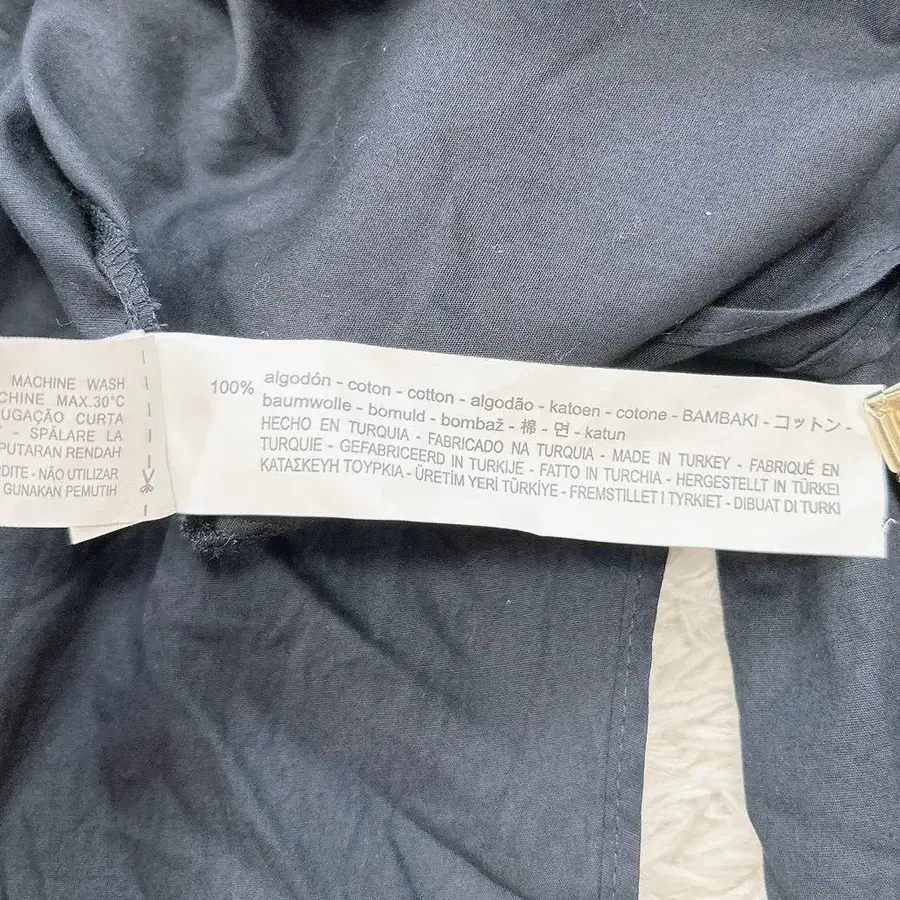 MACHINE WASH
CHINE MAX.30°C
UGAÇÃO CURTA
- SPĂLARE LA
PUTARAN RENDAH
RDITE - NÃO UTILIZAR
GUNAKAN PEMUTIH
100% algodón - coton - cotton - algodão - katoen - cotone - BAMBAKI - コットン -
baumwolle - bomuld - bombaž - 棉 - 면 - katun
HECHO EN TURQUIA - FABRICADO NA TURQUIA - MADE IN TURKEY - FABRIQUÉ EN
TURQUIE - GEFABRICEERD IN TURKIJE - FATTO IN TURCHIA - HERGESTELLT IN TÜRKEI
ΚΑΤΑΣΚΕΥΗ ΤΟΥΡΚΙΑ - ÜRETİM YERİ TÜRKİYE - FREMSTILLET I TYRKIET - DIBUAT DI TURKI